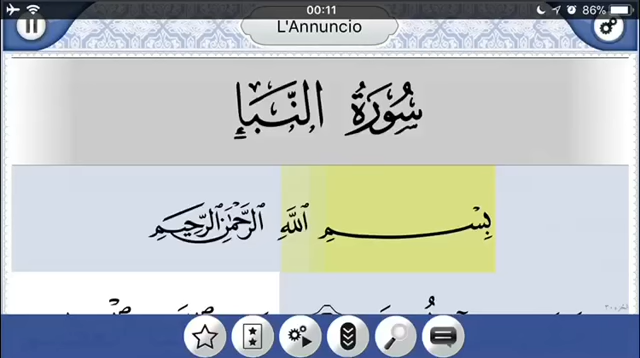 00:11
86%
L'Annuncio
سُورَةُ النَّبَإِ
بِسْمِ اللَّهِ الرَّحْمَٰنِ الرَّحِيمِ